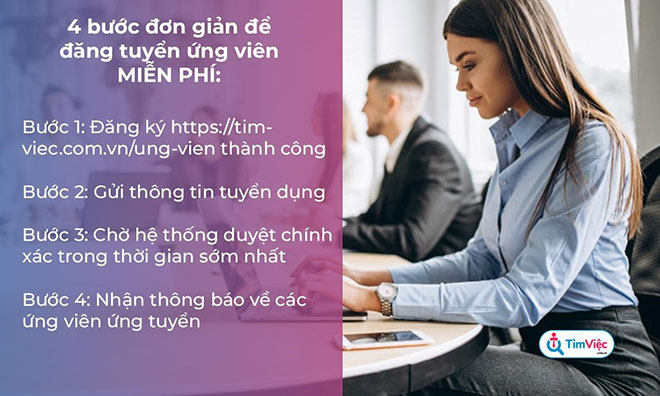 4 bước đơn giản để
đăng tuyển ứng viên
MIỄN PHÍ:
Bước 1: Đăng ký https://tim-
viec.com.vn/ung-vien thành công
Bước 2: Gửi thông tin tuyển dụng
Bước 3: Chờ hệ thống duyệt chính
xác trong thời gian sớm nhất
Bước 4: Nhận thông báo về các
ứng viên ứng tuyển
TìmViệc